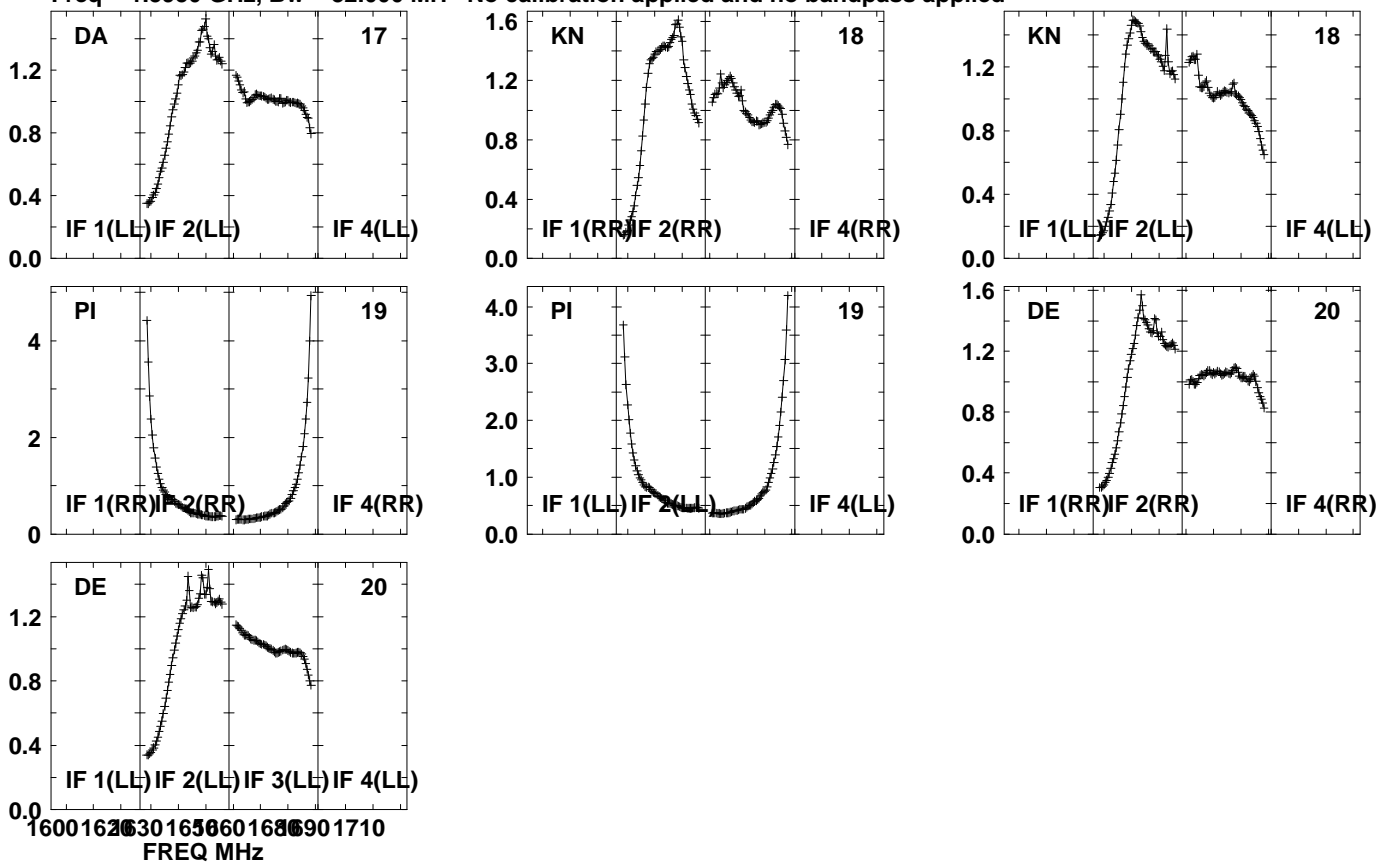 Freq GHz, Bw MH No calibration applied and no bandpass applied
DA 17
1.2
0.8
0.4
0.0
IF 1(LL) IF 2(LL) IF 4(LL)
KN 18
1.6
1.2
0.8
0.4
0.0
IF 1(RR) IF 2(RR) IF 4(RR)
KN 18
1.2
0.8
0.4
0.0
IF 1(LL) IF 2(LL) IF 4(LL)
PI 19
4
2
0
IF 1(RR) IF 2(RR) IF 4(RR)
PI 19
4.0
3.0
2.0
1.0
0.0
IF 1(LL) IF 2(LL) IF 4(LL)
DE 20
1.6
1.2
0.8
0.4
0.0
IF 1(RR) IF 2(RR) IF 4(RR)
DE 20
1.2
0.8
0.4
0.0
IF 1(LL) IF 2(LL) IF 3(LL) IF 4(LL)
1600 1620 1630 1650 1660 1680 1690 1710
FREQ MHz